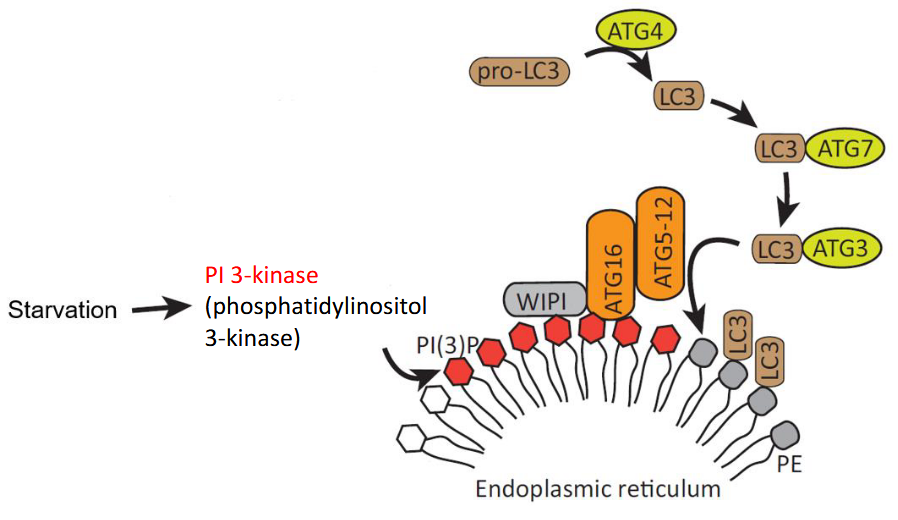 ATG4
pro-LC3
LC3
LC3 ATG7
LC3 ATG3
ATG5-12
ATG16
WIPI
PI 3-kinase
(phosphatidylinositol
3-kinase)
Starvation
PI(3)P
LC3
LC3
PE
Endoplasmic reticulum